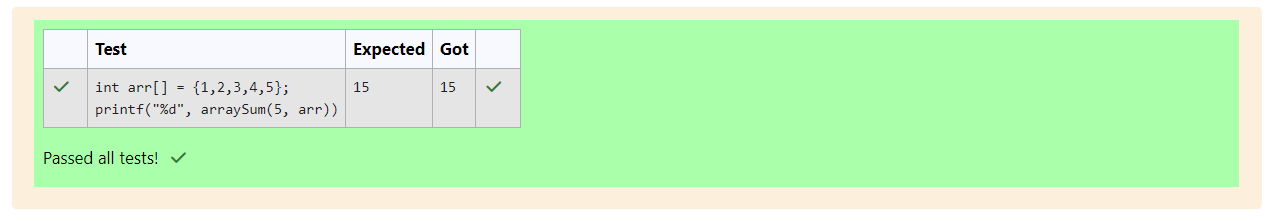 Test Expected Got
int arr[] = {1,2,3,4,5}; 15 15
printf("%d", arraySum(5, arr))
Passed all tests!